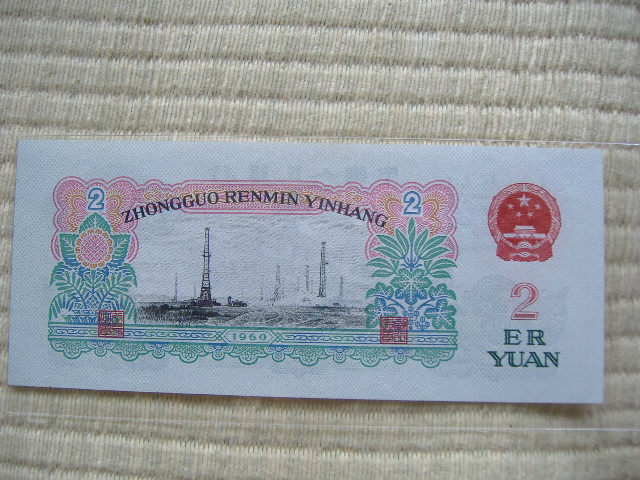 2 ZHONGGUO RENMIN YINHANG 2
1960
2
ER
YUAN